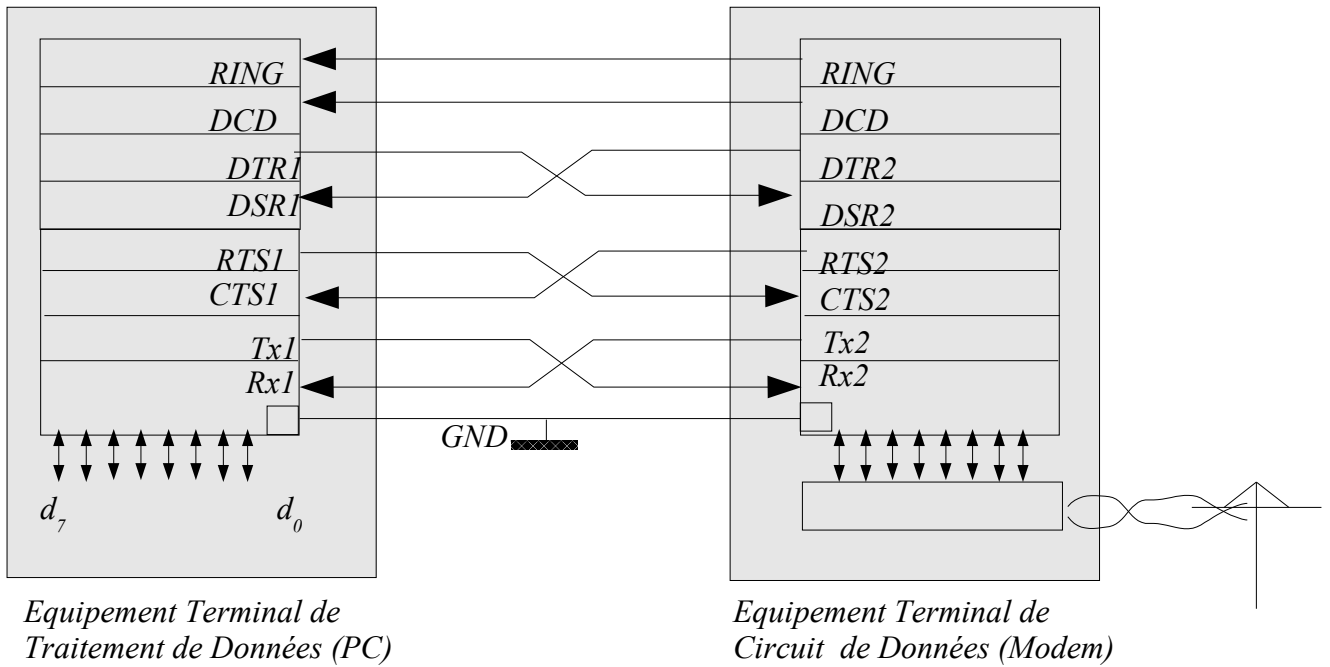 RING
DCD
DTR1
DSR1
RTS1
CTS1
Tx1
Rx1
RING
DCD
DTR2
DSR2
RTS2
CTS2
Tx2
Rx2
GND
d7
d0
Equipement Terminal de
Traitement de Données (PC)
Equipement Terminal de
Circuit de Données (Modem)